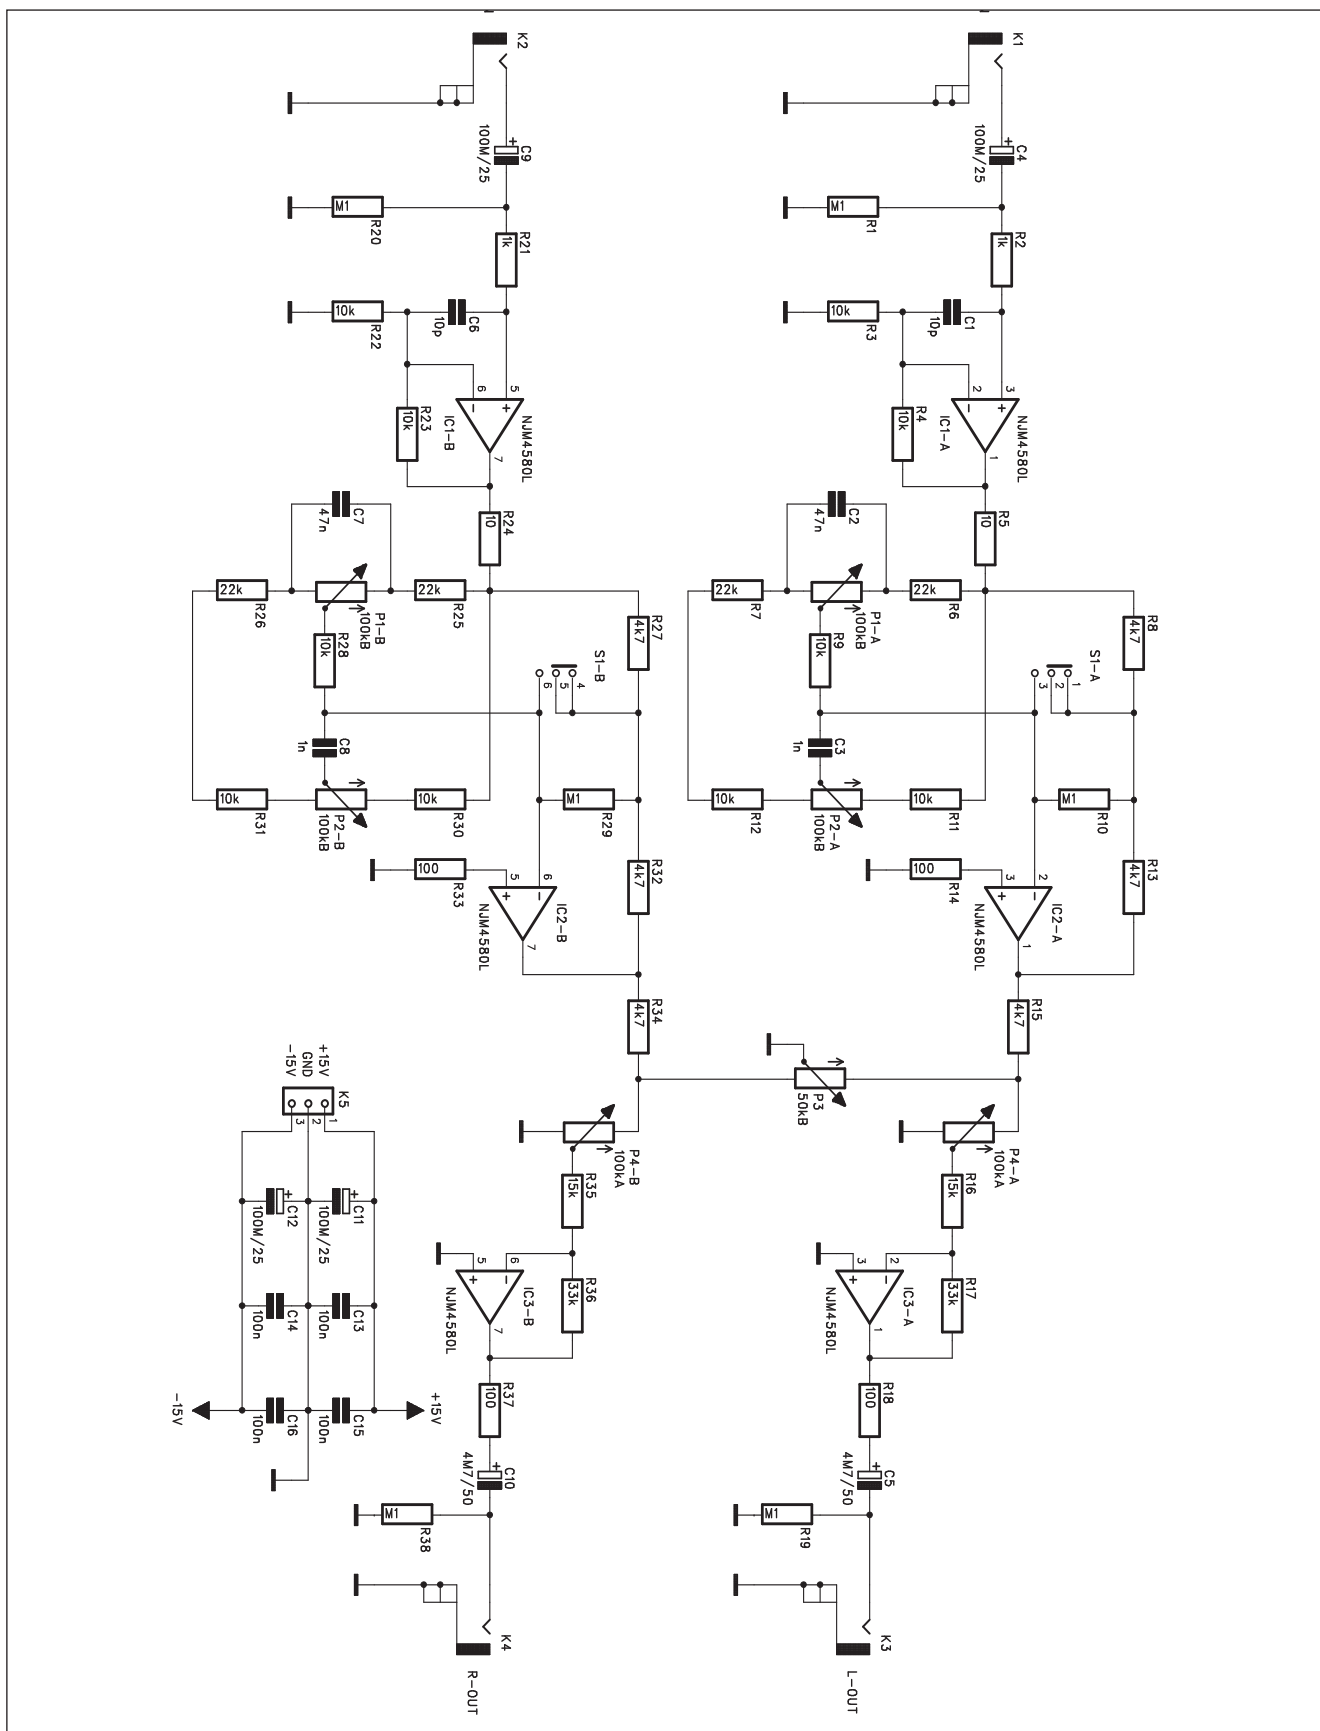 K1
C4
+
100M/25
R1
M1
R2
1k
R3
10k
C1
10p
3
2
+
−
1
IC1-A
NJM4580L
R4
10k
R5
10
C2
47n
R6
22k
P1-A
100kB
R7
22k
R8
4k7
R9
10k
S1-A
1
2
3
C3
1n
R10
M1
R11
10k
P2-A
100kB
R12
10k
R13
4k7
R14
100
2
3
−
+
1
IC2-A
NJM4580L
R15
4k7
P3
50kB
P4-A
100kA
R16
15k
R17
33k
2
3
−
+
1
IC3-A
NJM4580L
R18
100
C5
+
4M7/50
R19
M1
K3
L-OUT
K2
C9
+
100M/25
R20
M1
R21
1k
R22
10k
C6
10p
5
6
+
−
7
IC1-B
NJM4580L
R23
10k
R24
10
C7
47n
R25
22k
P1-B
100kB
R26
22k
R27
4k7
R28
10k
S1-B
4
5
6
C8
1n
R29
M1
R30
10k
P2-B
100kB
R31
10k
R32
4k7
R33
100
6
5
−
+
7
IC2-B
NJM4580L
R34
4k7
P4-B
100kA
R35
15k
R36
33k
6
5
−
+
7
IC3-B
NJM4580L
R37
100
C10
+
4M7/50
R38
M1
K4
R-OUT
K5
+15V
GND
-15V
1
2
3
C11
+
100M/25
C12
+
100M/25
C13
100n
C14
100n
C15
100n
C16
100n
+15V
-15V